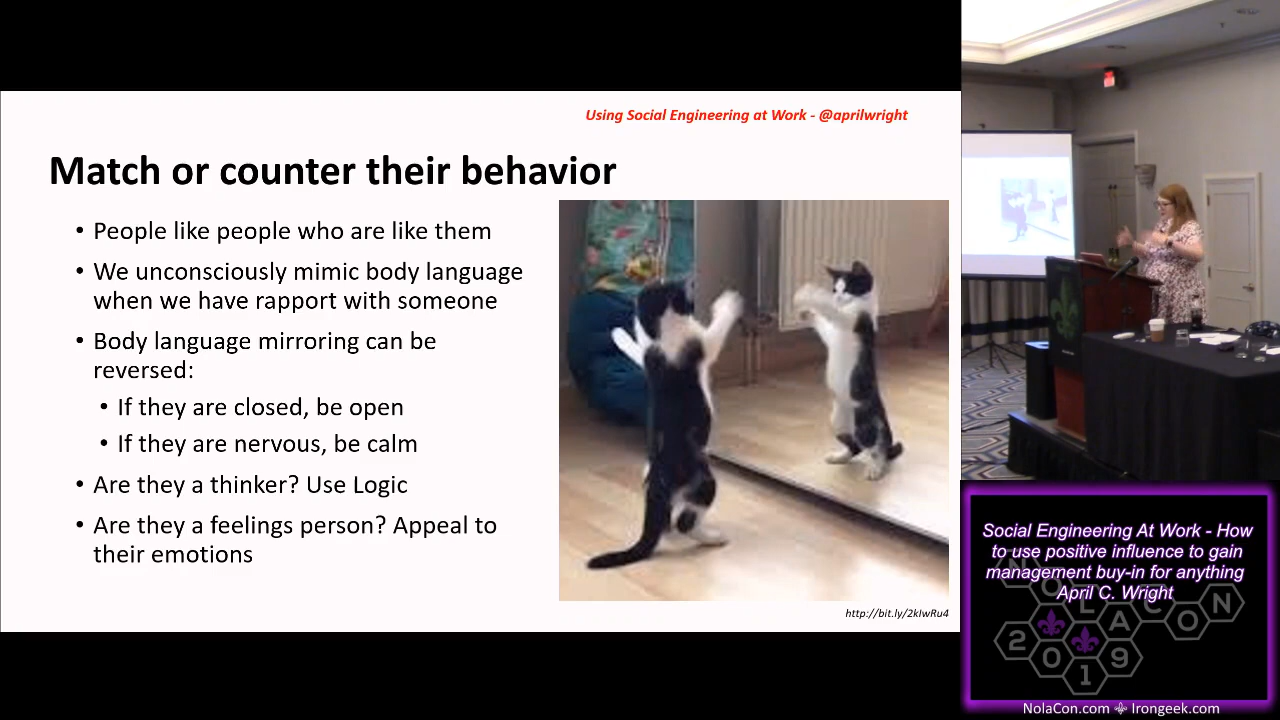 Using Social Engineering at Work - @aprilwright
Match or counter their behavior
• People like people who are like them
• We unconsciously mimic body language
when we have rapport with someone
• Body language mirroring can be
reversed:
• If they are closed, be open
• If they are nervous, be calm
• Are they a thinker? Use Logic
• Are they a feelings person? Appeal to
their emotions
http://bit.ly/2kIwRu4
Social Engineering At Work - How
to use positive influence to gain
management buy-in for anything
April C. Wright
NOLACON
2019
NolaCon.com ⚜ Irongeek.com